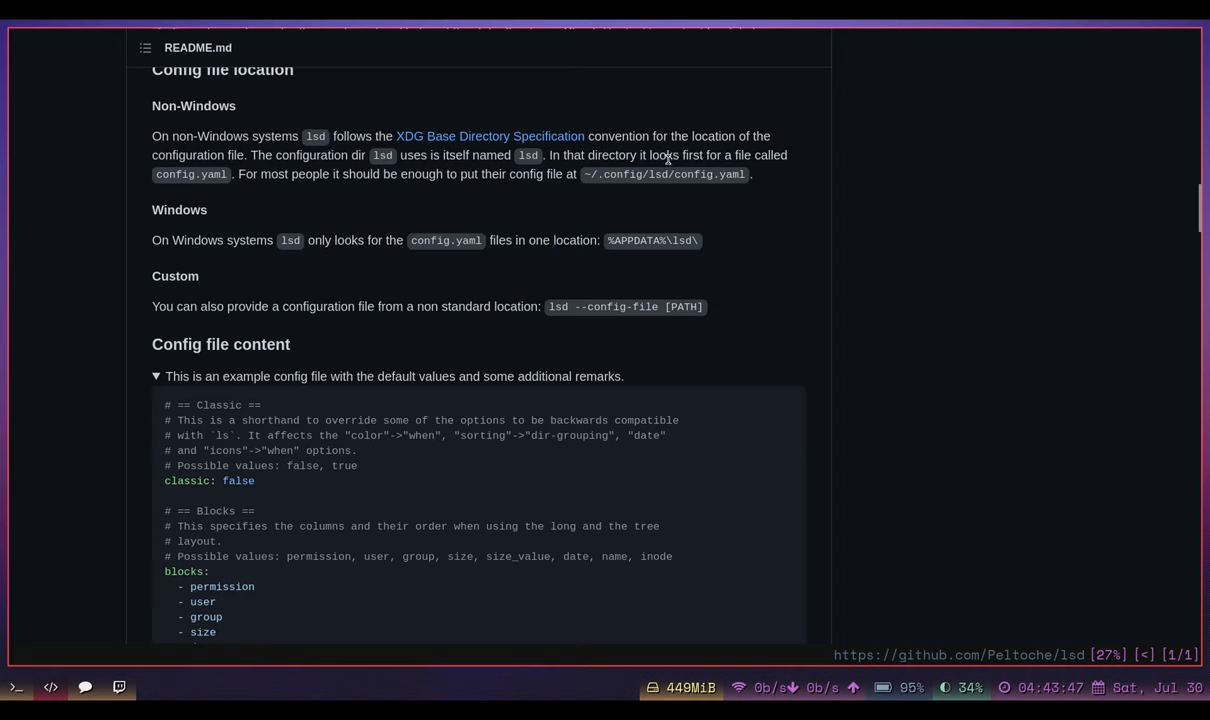 README.md
Config file location
Non-Windows
On non-Windows systems lsd follows the XDG Base Directory Specification convention for the location of the
configuration file. The configuration dir lsd uses is itself named lsd. In that directory it looks first for a file called
config.yaml. For most people it should be enough to put their config file at ~/.config/lsd/config.yaml.
Windows
On Windows systems lsd only looks for the config.yaml files in one location: %APPDATA%\lsd\
Custom
You can also provide a configuration file from a non standard location: lsd --config-file [PATH]
Config file content
▼ This is an example config file with the default values and some additional remarks.
# == Classic ==
# This is a shorthand to override some of the options to be backwards compatible
# with `ls`. It affects the "color"->"when", "sorting"->"dir-grouping", "date"
# and "icons"->"when" options.
# Possible values: false, true
classic: false
# == Blocks ==
# This specifies the columns and their order when using the long and the tree
# layout.
# Possible values: permission, user, group, size, size_value, date, name, inode
blocks:
- permission
- user
- group
- size
https://github.com/Peltoche/lsd [27%] [<] [1/1]
449MiB 0b/s 0b/s 95% 34% 04:43:47 Sat, Jul 30